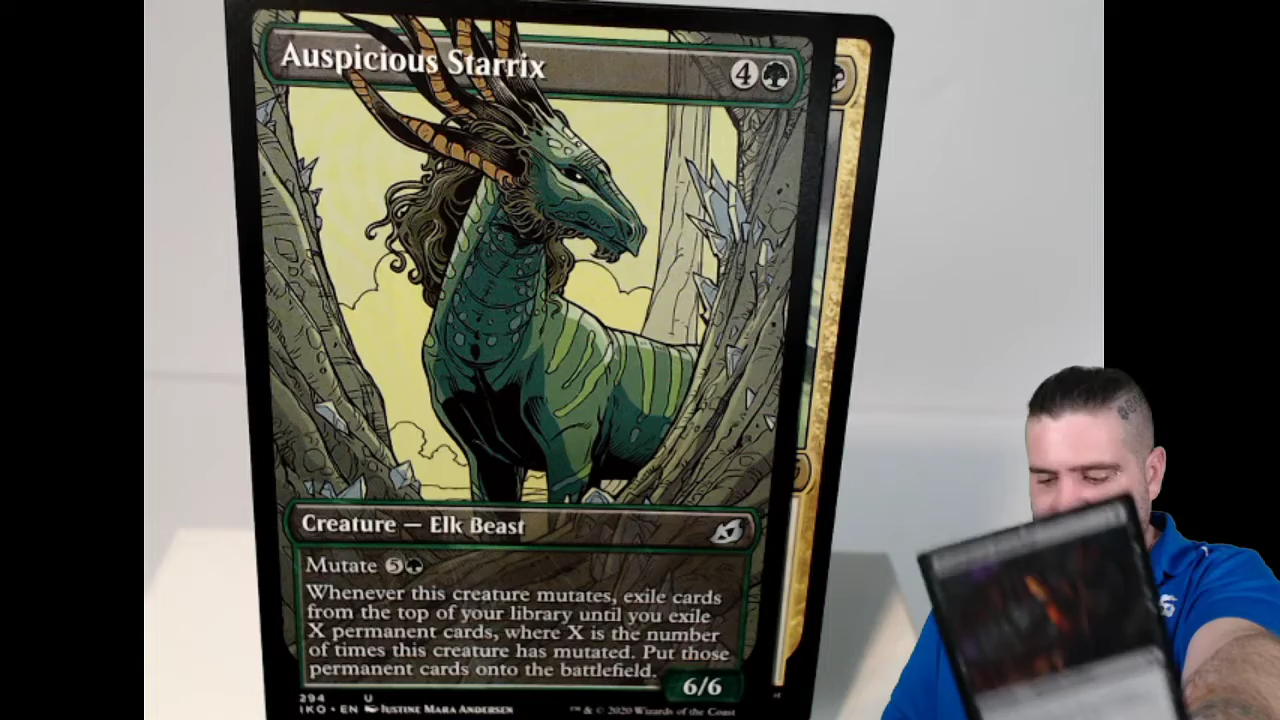 Auspicious Starrix 4
Creature — Elk Beast
Mutate 5
Whenever this creature mutates, exile cards
from the top of your library until you exile
X permanent cards, where X is the number
of times this creature has mutated. Put those
permanent cards onto the battlefield.
6/6
294 U
IKO • EN Justine Mara Andersen ™ & © 2020 Wizards of the Coast